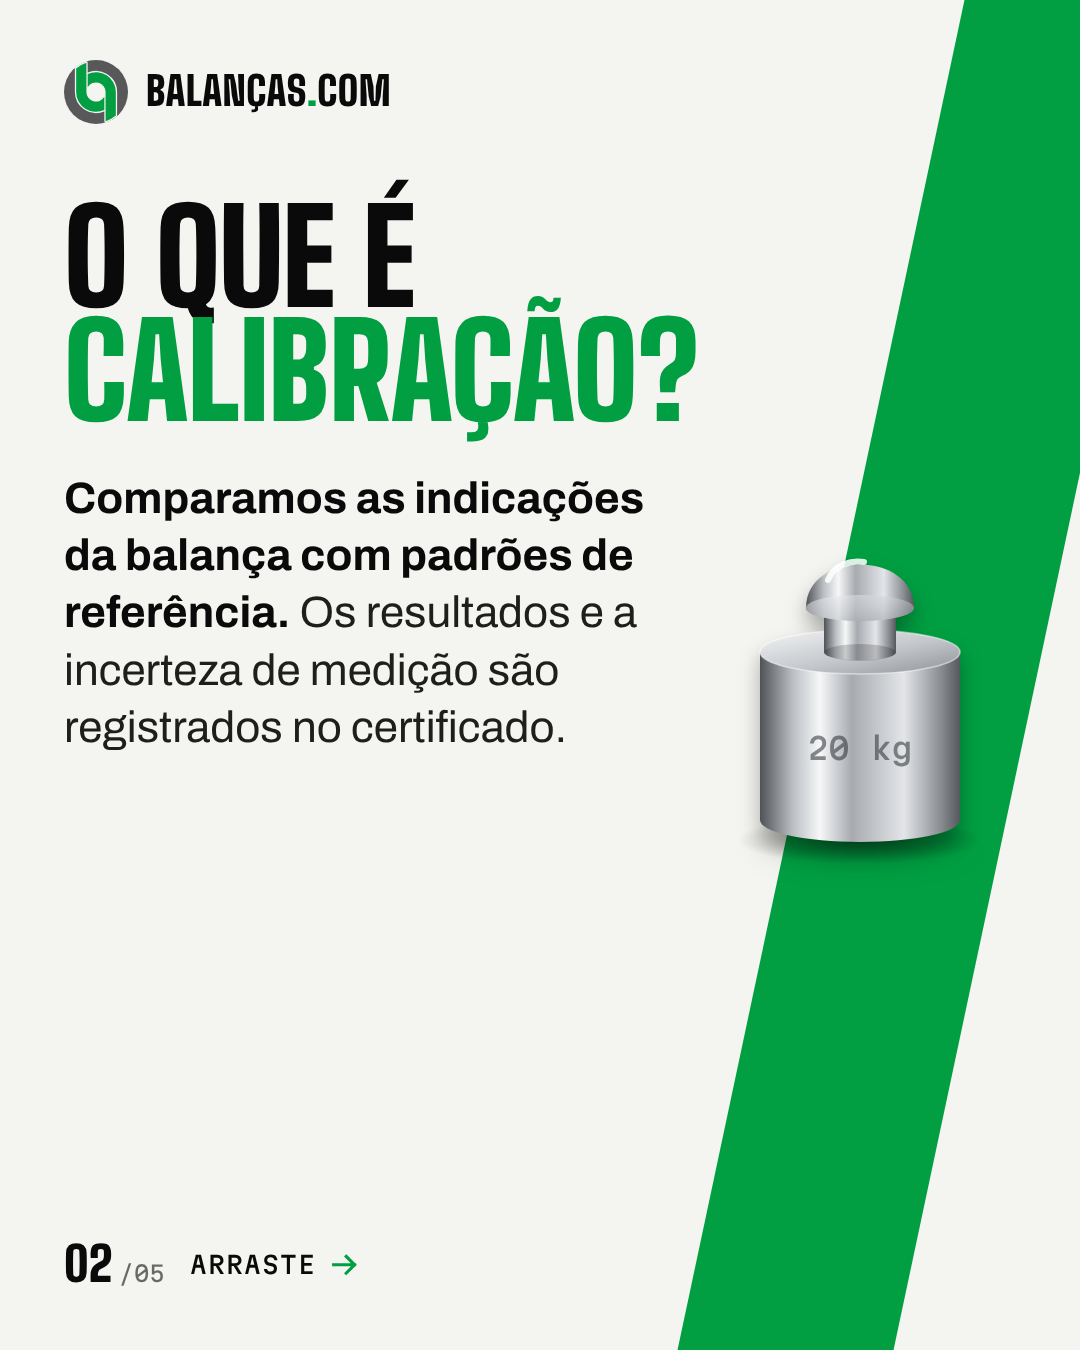 BALANÇAS.COM
O QUE É
CALIBRAÇÃO?
Comparamos as indicações
da balança com padrões de
referência. Os resultados e a
incerteza de medição são
registrados no certificado.
20 kg
02 /05 ARRASTE →